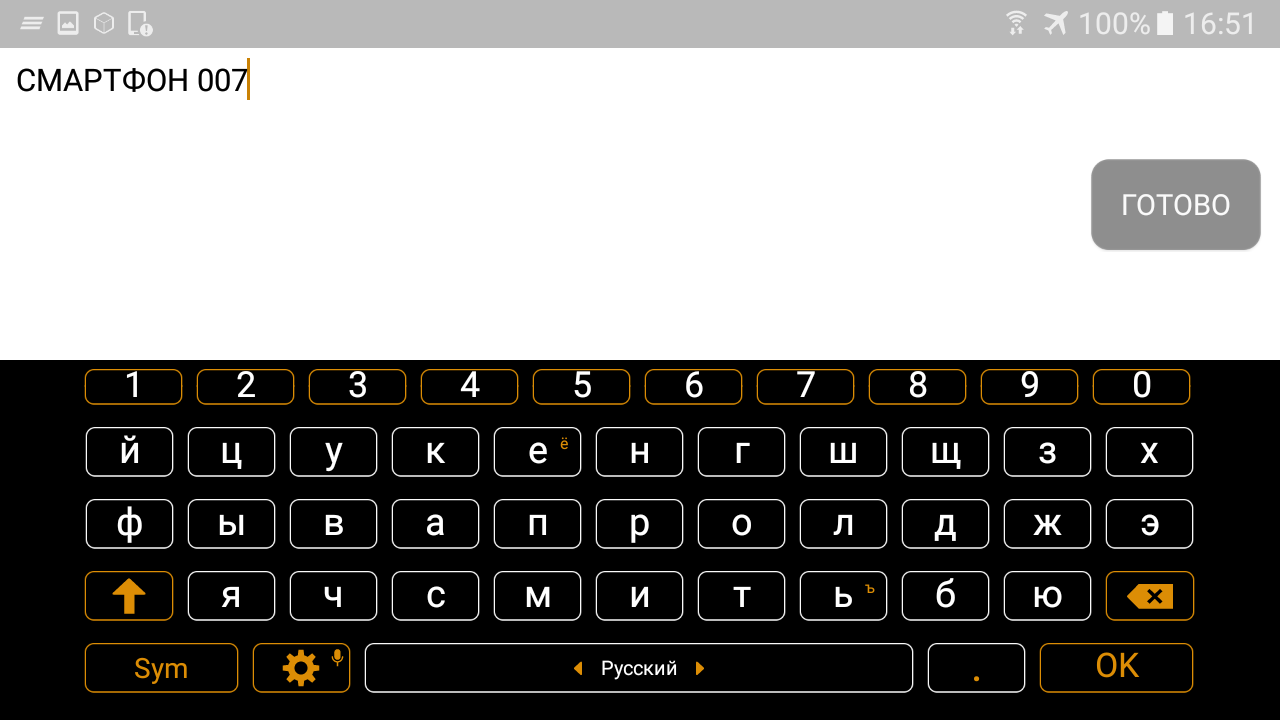 100% 16:51
СМАРТФОН 007
ГОТОВО
1 2 3 4 5 6 7 8 9 0
й ц у к е ё н г ш щ з х
ф ы в а п р о л д ж э
я ч с м и т ь ъ б ю
Sym Русский . OK